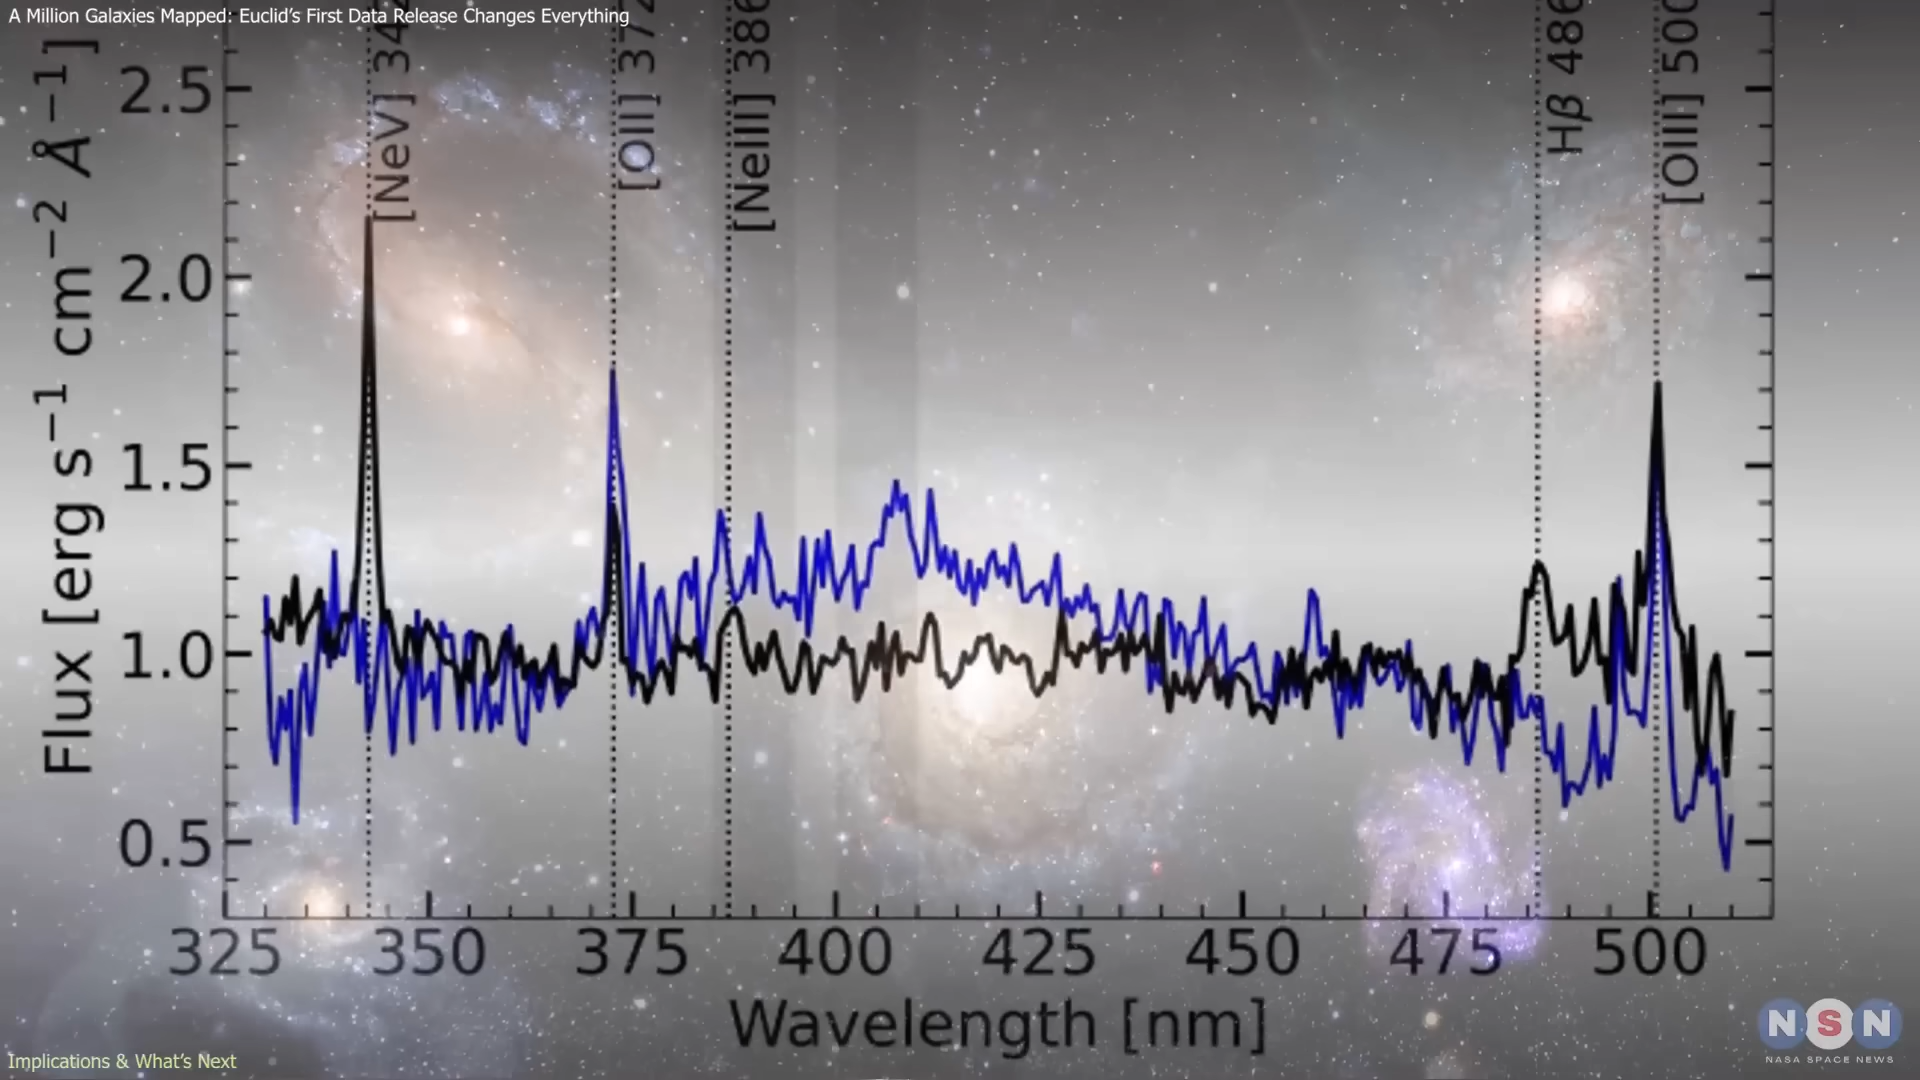 A Million Galaxies Mapped: Euclid's First Data Release Changes Everything
Flux [erg s⁻¹ cm⁻² Å⁻¹]
2.5
2.0
1.5
1.0
0.5
[NeV] 342
[OII] 372
[NeIII] 386
Hβ 486
[OIII] 500
325 350 375 400 425 450 475 500
Wavelength [nm]
Implications & What's Next
NSN
NASA SPACE NEWS